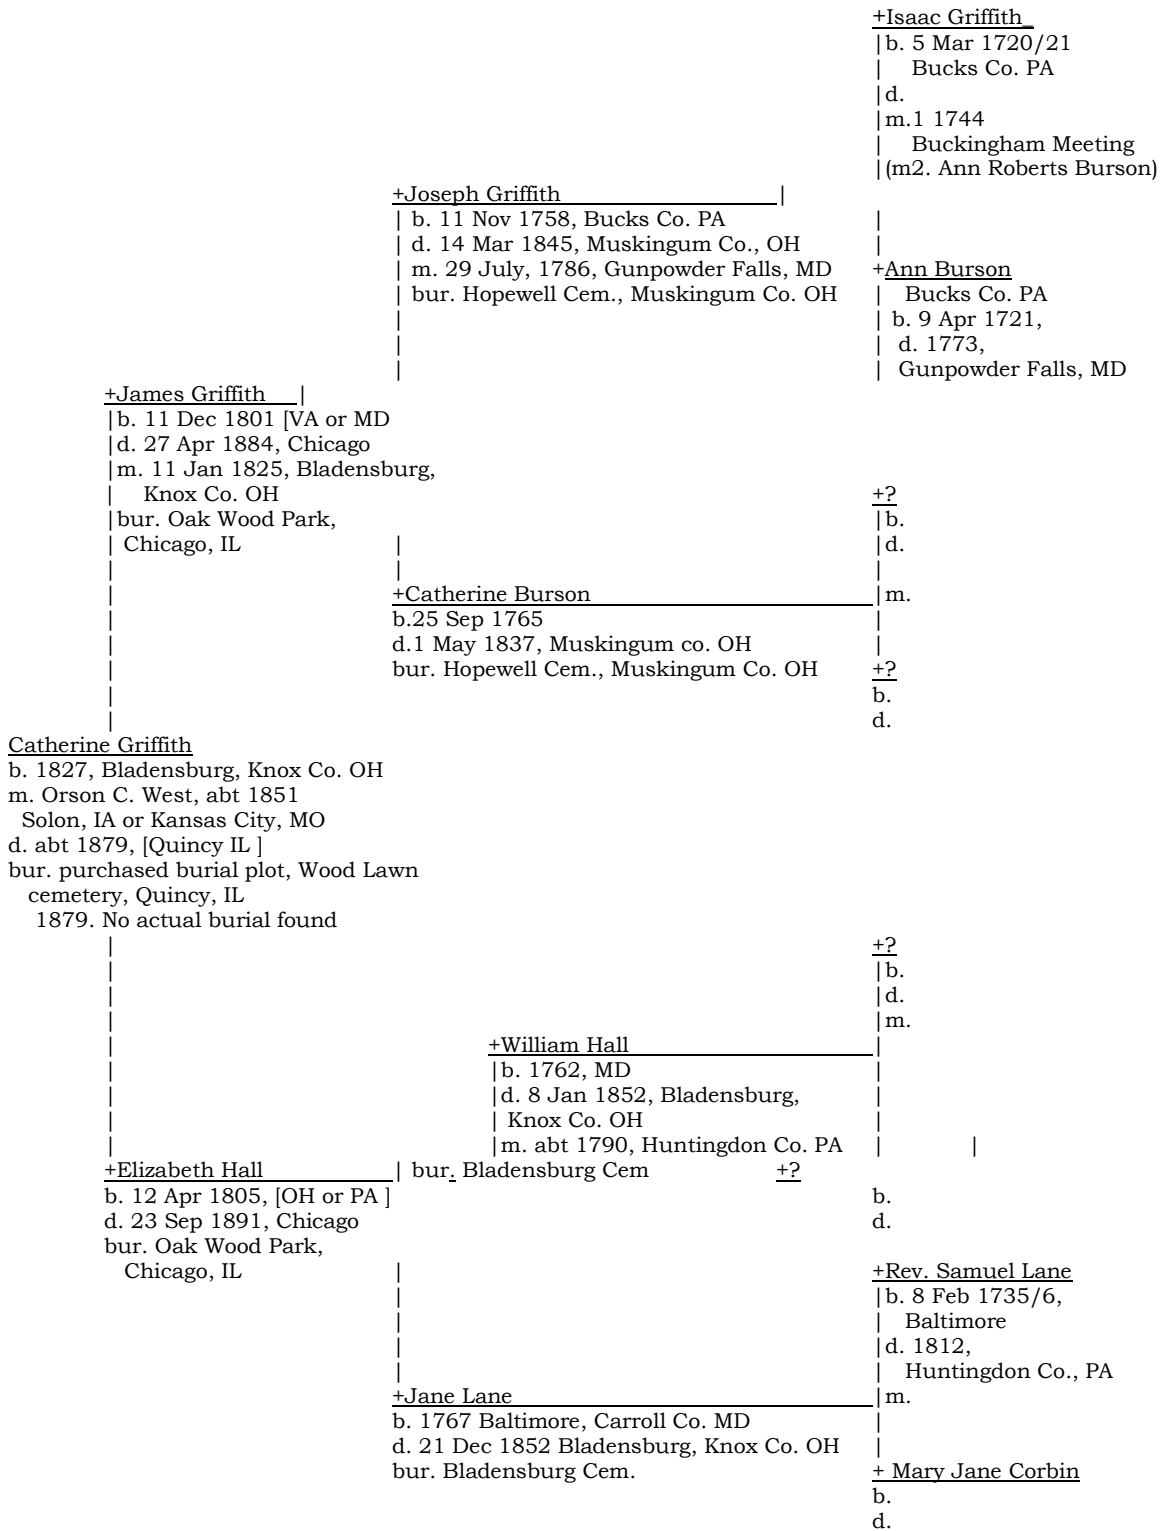 +Isaac Griffith_
|b. 5 Mar 1720/21
| Bucks Co. PA
|d.
|m.1 1744
| Buckingham Meeting
|(m2. Ann Roberts Burson)
+Joseph Griffith |
| b. 11 Nov 1758, Bucks Co. PA
| d. 14 Mar 1845, Muskingum Co., OH
| m. 29 July, 1786, Gunpowder Falls, MD
| bur. Hopewell Cem., Muskingum Co. OH
+Ann Burson
| Bucks Co. PA
| b. 9 Apr 1721,
| d. 1773,
| Gunpowder Falls, MD
+James Griffith |
|b. 11 Dec 1801 [VA or MD
|d. 27 Apr 1884, Chicago
|m. 11 Jan 1825, Bladensburg,
| Knox Co. OH
|bur. Oak Wood Park,
| Chicago, IL
+?
|b.
|d.
|m.
+Catherine Burson
b.25 Sep 1765
d.1 May 1837, Muskingum co. OH
bur. Hopewell Cem., Muskingum Co. OH
+?
b.
d.
Catherine Griffith
b. 1827, Bladensburg, Knox Co. OH
m. Orson C. West, abt 1851
Solon, IA or Kansas City, MO
d. abt 1879, [Quincy IL ]
bur. purchased burial plot, Wood Lawn
cemetery, Quincy, IL
1879. No actual burial found
+?
|b.
|d.
|m.
+William Hall
|b. 1762, MD
|d. 8 Jan 1852, Bladensburg,
| Knox Co. OH
|m. abt 1790, Huntingdon Co. PA
+Elizabeth Hall | bur. Bladensburg Cem +?
b. 12 Apr 1805, [OH or PA ] b.
d. 23 Sep 1891, Chicago d.
bur. Oak Wood Park,
Chicago, IL
+Rev. Samuel Lane
|b. 8 Feb 1735/6,
| Baltimore
|d. 1812,
| Huntingdon Co., PA
+Jane Lane |m.
b. 1767 Baltimore, Carroll Co. MD
d. 21 Dec 1852 Bladensburg, Knox Co. OH
bur. Bladensburg Cem.
+ Mary Jane Corbin
b.
d.